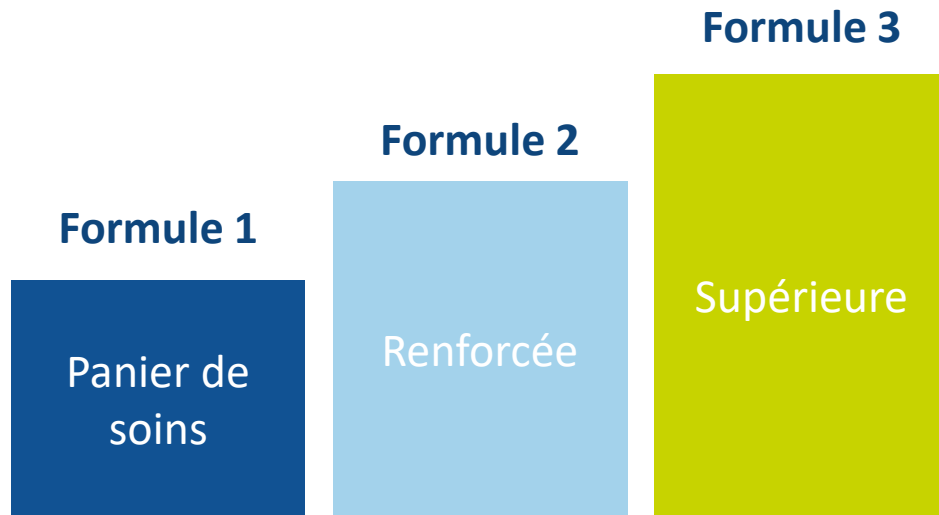 Formule 1
Panier de
soins
Formule 2
Renforcée
Formule 3
Supérieure